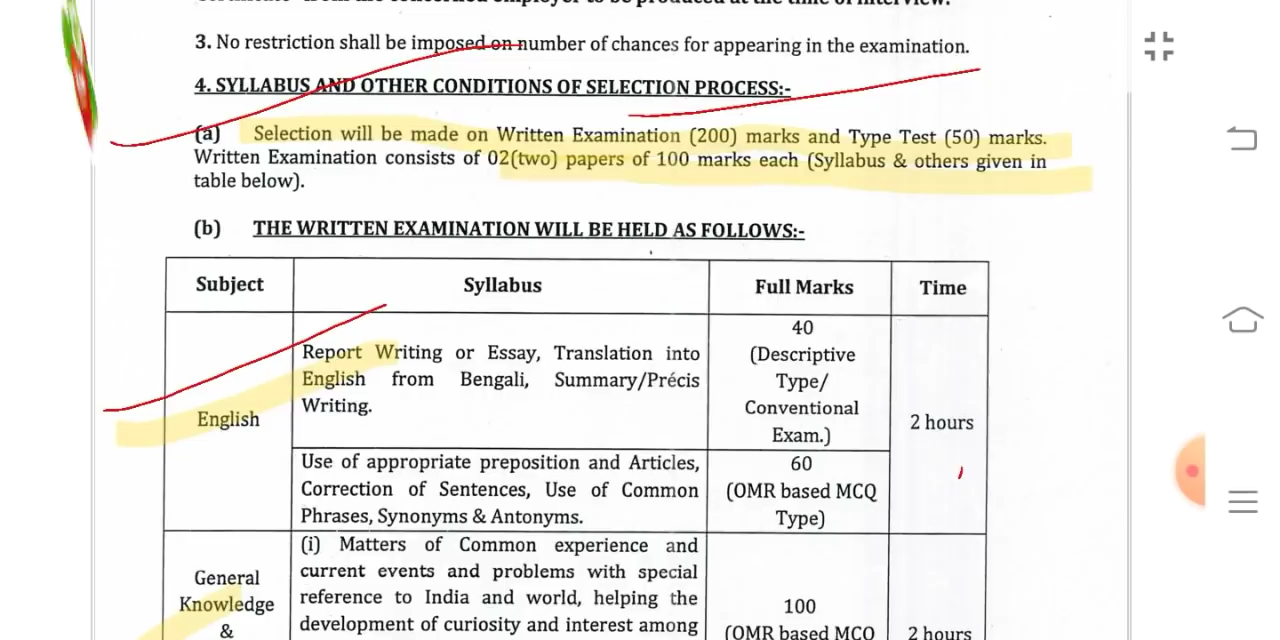 3. No restriction shall be imposed on number of chances for appearing in the examination.
4. SYLLABUS AND OTHER CONDITIONS OF SELECTION PROCESS:-
(a) Selection will be made on Written Examination (200) marks and Type Test (50) marks.
Written Examination consists of 02(two) papers of 100 marks each (Syllabus & others given in
table below).
(b) THE WRITTEN EXAMINATION WILL BE HELD AS FOLLOWS:-
Subject Syllabus Full Marks Time
English
Report Writing or Essay, Translation into
English from Bengali, Summary/Précis
Writing.
40
(Descriptive
Type/
Conventional
Exam.)
2 hours
Use of appropriate preposition and Articles,
Correction of Sentences, Use of Common
Phrases, Synonyms & Antonyms.
60
(OMR based MCQ
Type)
General
Knowledge
&
(i) Matters of Common experience and
current events and problems with special
reference to India and world, helping the
development of curiosity and interest among
100
(OMR based MCQ
2 hours